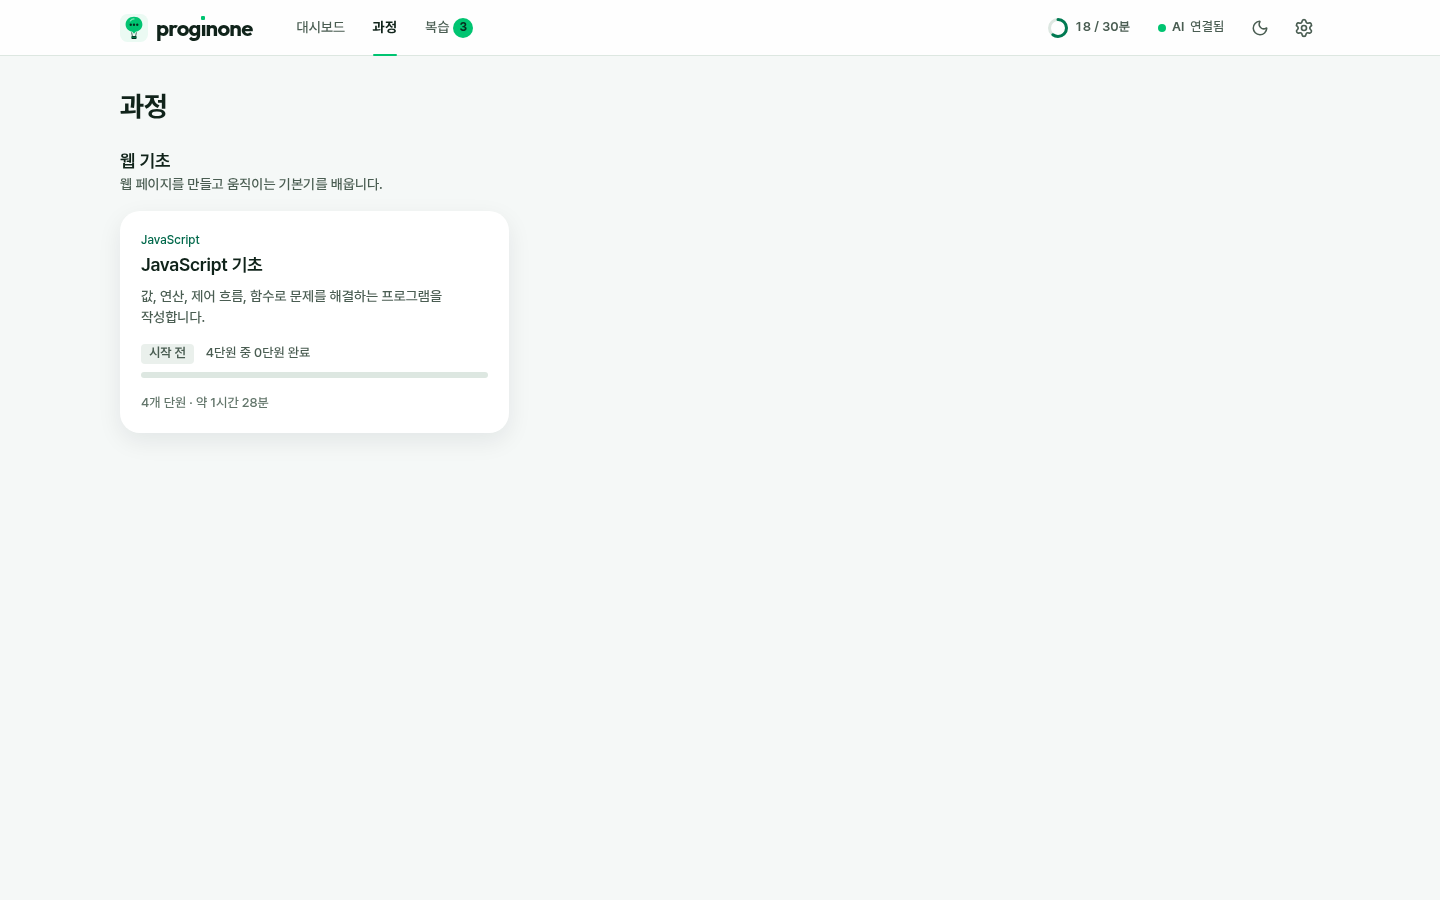 proginone
대시보드
과정
복습 3
18 / 30분
AI 연결됨
과정
웹 기초
웹 페이지를 만들고 움직이는 기본기를 배웁니다.
JavaScript
JavaScript 기초
값, 연산, 제어 흐름, 함수로 문제를 해결하는 프로그램을
작성합니다.
시작 전 4단원 중 0단원 완료
4개 단원 · 약 1시간 28분